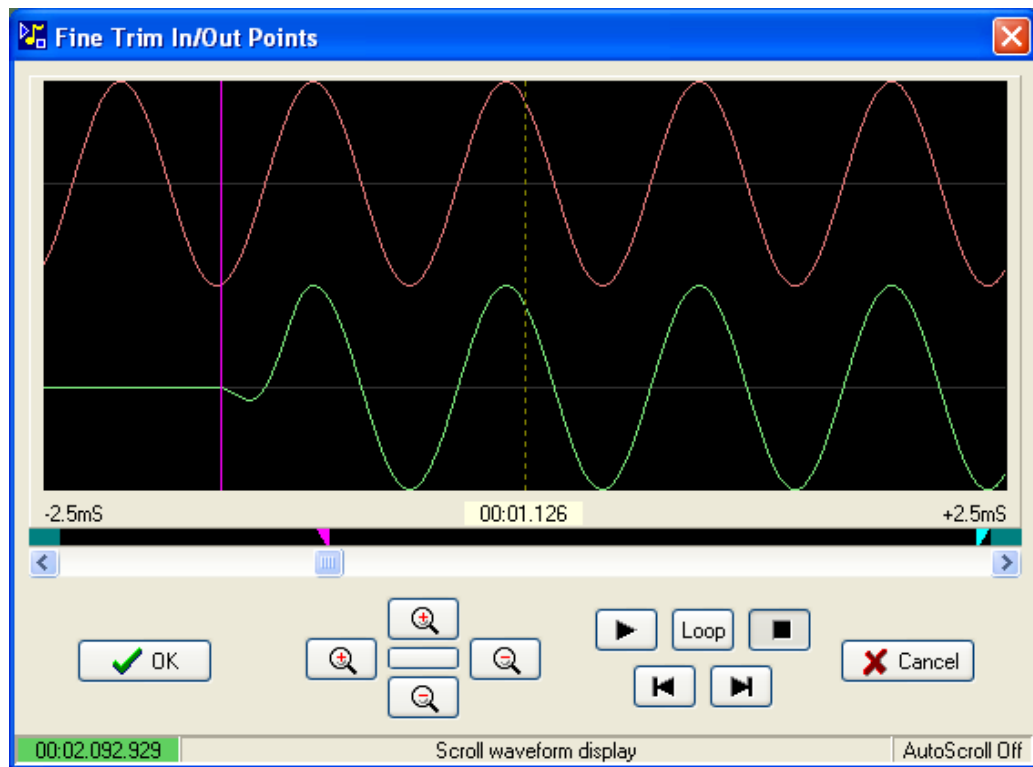 Fine Trim In/Out Points
-2.5mS 00:01.126 +2.5mS
OK
Loop
Cancel
00:02.092.929 Scroll waveform display AutoScroll Off